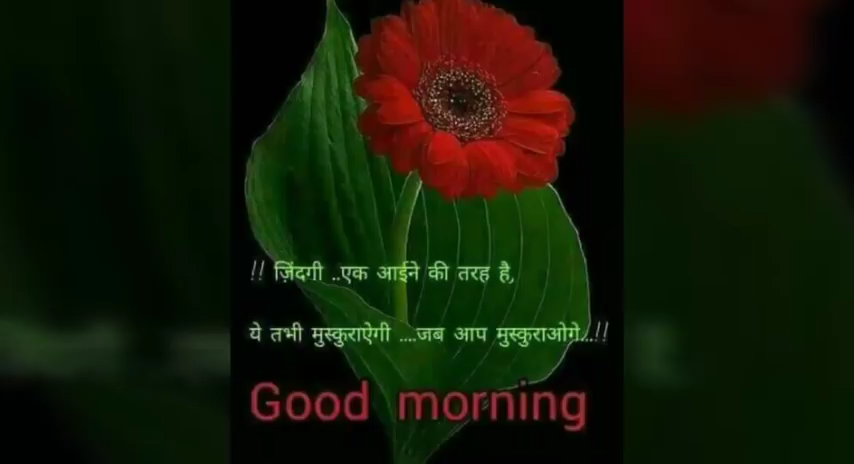 !! ज़िंदगी ..एक आईने की तरह है,
ये तभी मुस्कुराऐगी ....जब आप मुस्कुराओगे...!!
Good morning